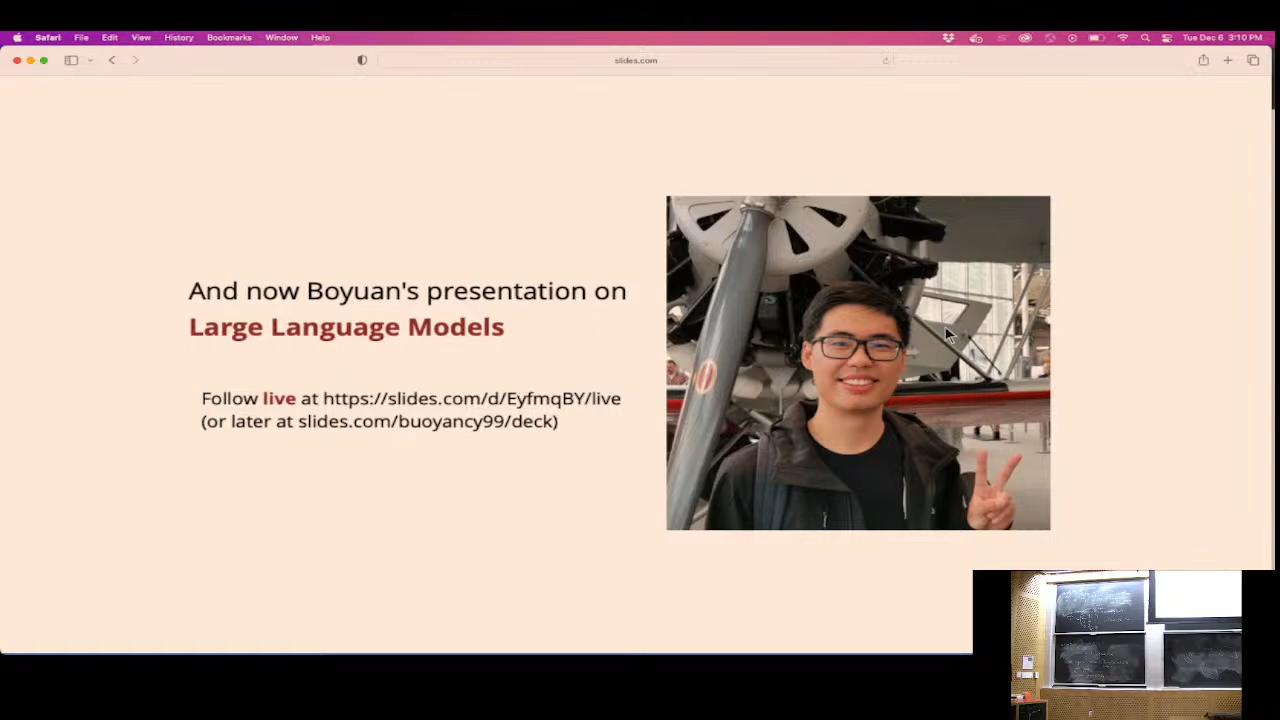 Safari File Edit View History Bookmarks Window Help Tue Dec 6 3:10 PM
slides.com
And now Boyuan's presentation on
Large Language Models
Follow live at https://slides.com/d/EyfmqBY/live
(or later at slides.com/buoyancy99/deck)